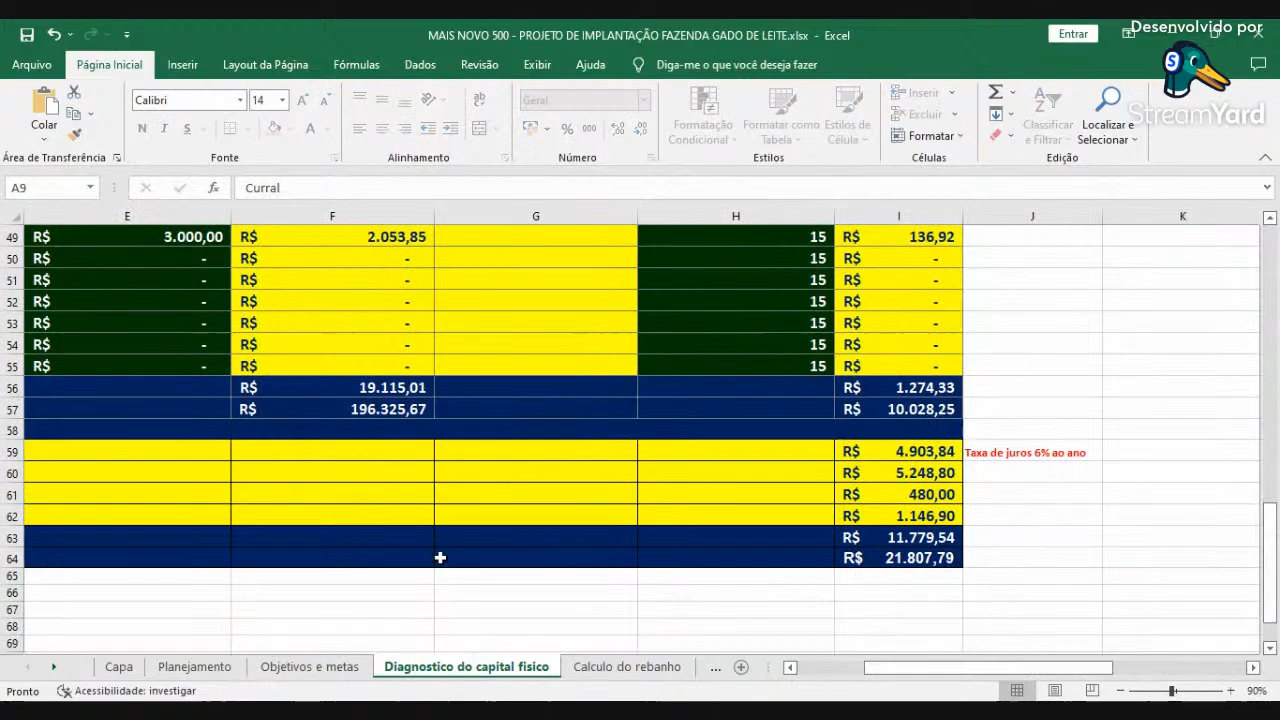 Desenvolvido por
MAIS NOVO 500 - PROJETO DE IMPLANTAÇÃO FAZENDA GADO DE LEITE.xlsx - Excel
Entrar
Arquivo Página Inicial Inserir Layout da Página Fórmulas Dados Revisão Exibir Ajuda Diga-me o que você deseja fazer
S
StreamYard
Colar
Calibri 14
N I S A
Geral
% 000
Formatação Condicional
Formatar como Tabela
Estilos de Célula
Inserir
Excluir
Formatar
Classificar e Filtrar
Localizar e Selecionar
Área de Transferência Fonte Alinhamento Número Estilos Células Edição
A9 fx Curral
E F G H I J K
49 R$ 3.000,00 R$ 2.053,85 15 R$ 136,92
50 R$ - R$ - 15 R$ -
51 R$ - R$ - 15 R$ -
52 R$ - R$ - 15 R$ -
53 R$ - R$ - 15 R$ -
54 R$ - R$ - 15 R$ -
55 R$ - R$ - 15 R$ -
56 R$ 19.115,01 R$ 1.274,33
57 R$ 196.325,67 R$ 10.028,25
58
59 R$ 4.903,84 Taxa de juros 6% ao ano
60 R$ 5.248,80
61 R$ 480,00
62 R$ 1.146,90
63 R$ 11.779,54
64 R$ 21.807,79
65
66
67
68
69
Capa Planejamento Objetivos e metas Diagnostico do capital fisico Calculo do rebanho ...
Pronto Acessibilidade: investigar 90%